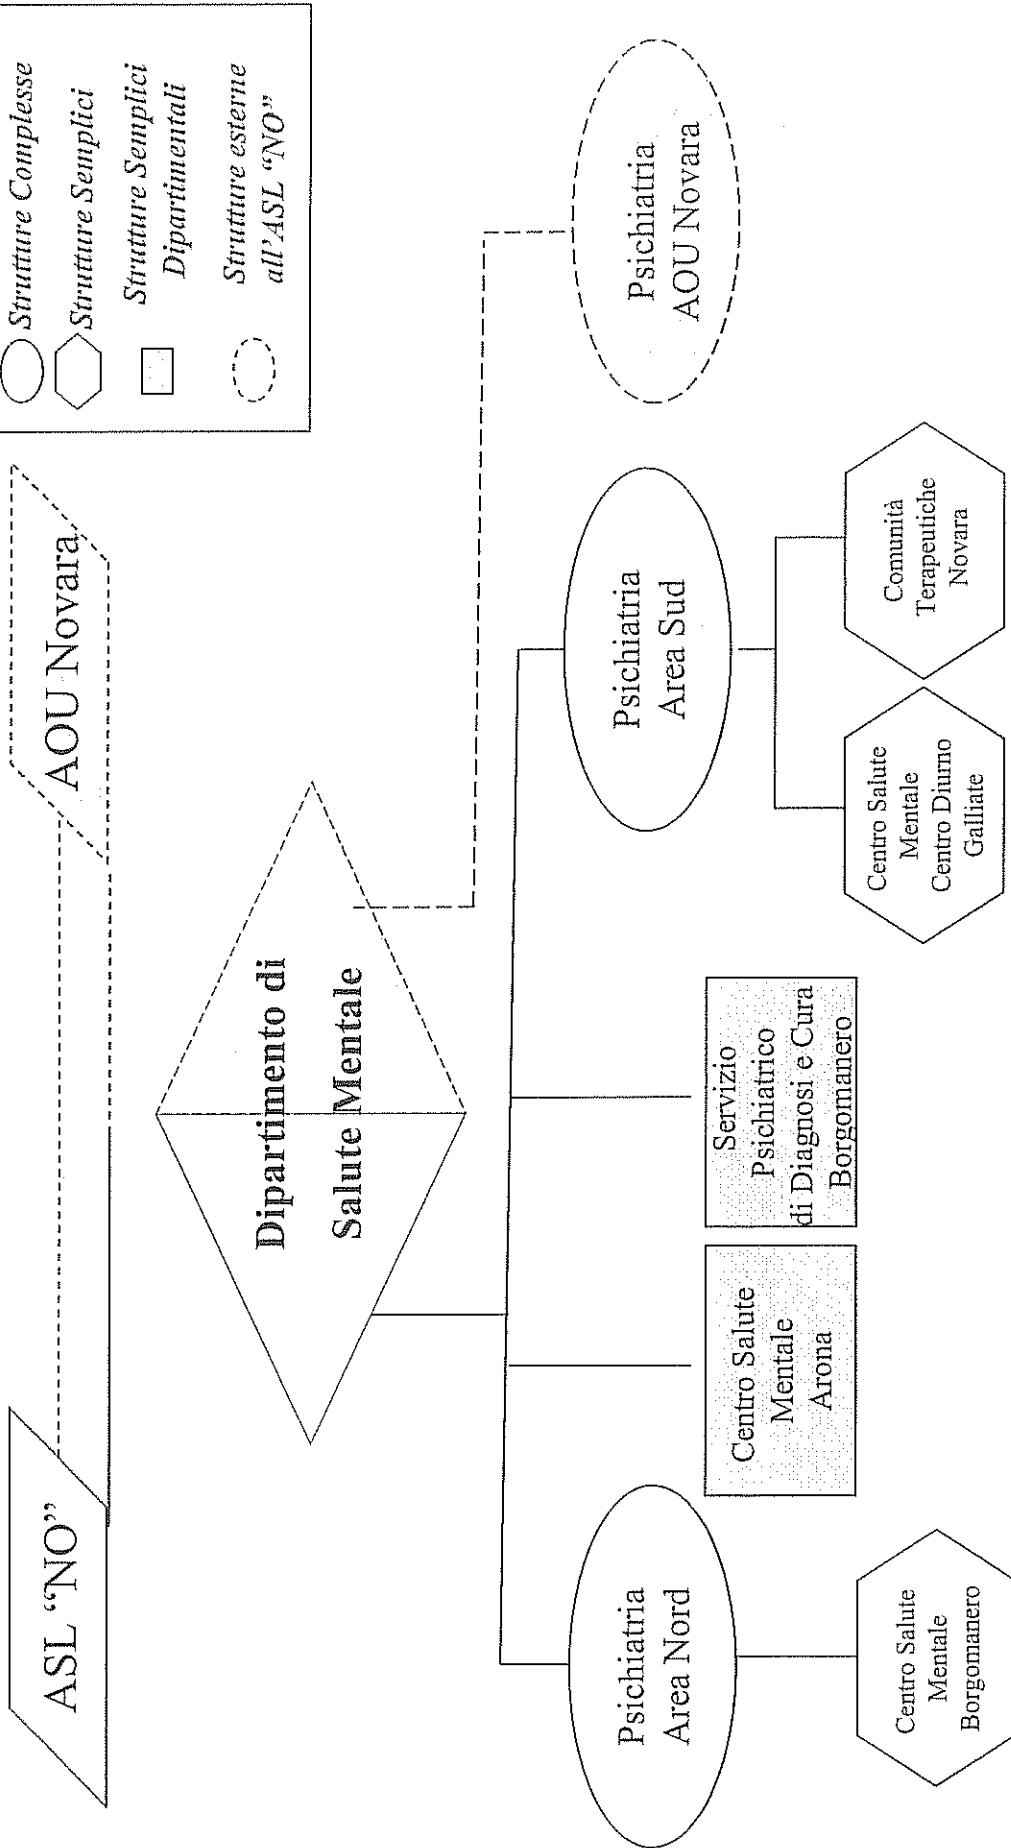 ASL “NO”
AOU Novara
Strutture Complesse
Strutture Semplici
Strutture Semplici
Dipartimentali
Strutture esterne
all’ASL “NO”
Dipartimento di
Salute Mentale
Psichiatria
Area Nord
Psichiatria
Area Sud
Psichiatria
AOU Novara
Centro Salute
Mentale
Arona
Servizio
Psichiatrico
di Diagnosi e Cura
Borgomanero
Centro Salute
Mentale
Borgomanero
Centro Salute
Mentale
Centro Diurno
Galliate
Comunità
Terapeutiche
Novara